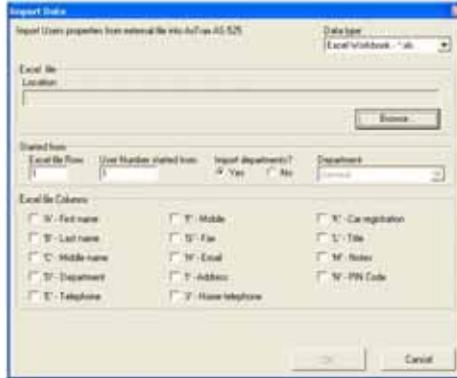 Import Data
Import Users properties from external file into AxTrax AS-525
Data type
Excel Workbook - *.xls
Excel file
Location
Browse...
Started from
Excel file Row
User Number started from
Import departments?
Department
1
1
Yes
No
General
Excel file Columns
'A' - First name
'F' - Mobile
'K' - Car registration
'B' - Last name
'G' - Fax
'L' - Title
'C' - Middle name
'H' - Email
'M' - Notes
'D' - Department
'I' - Address
'N' - PIN Code
'E' - Telephone
'J' - Home telephone
Ok
Cancel